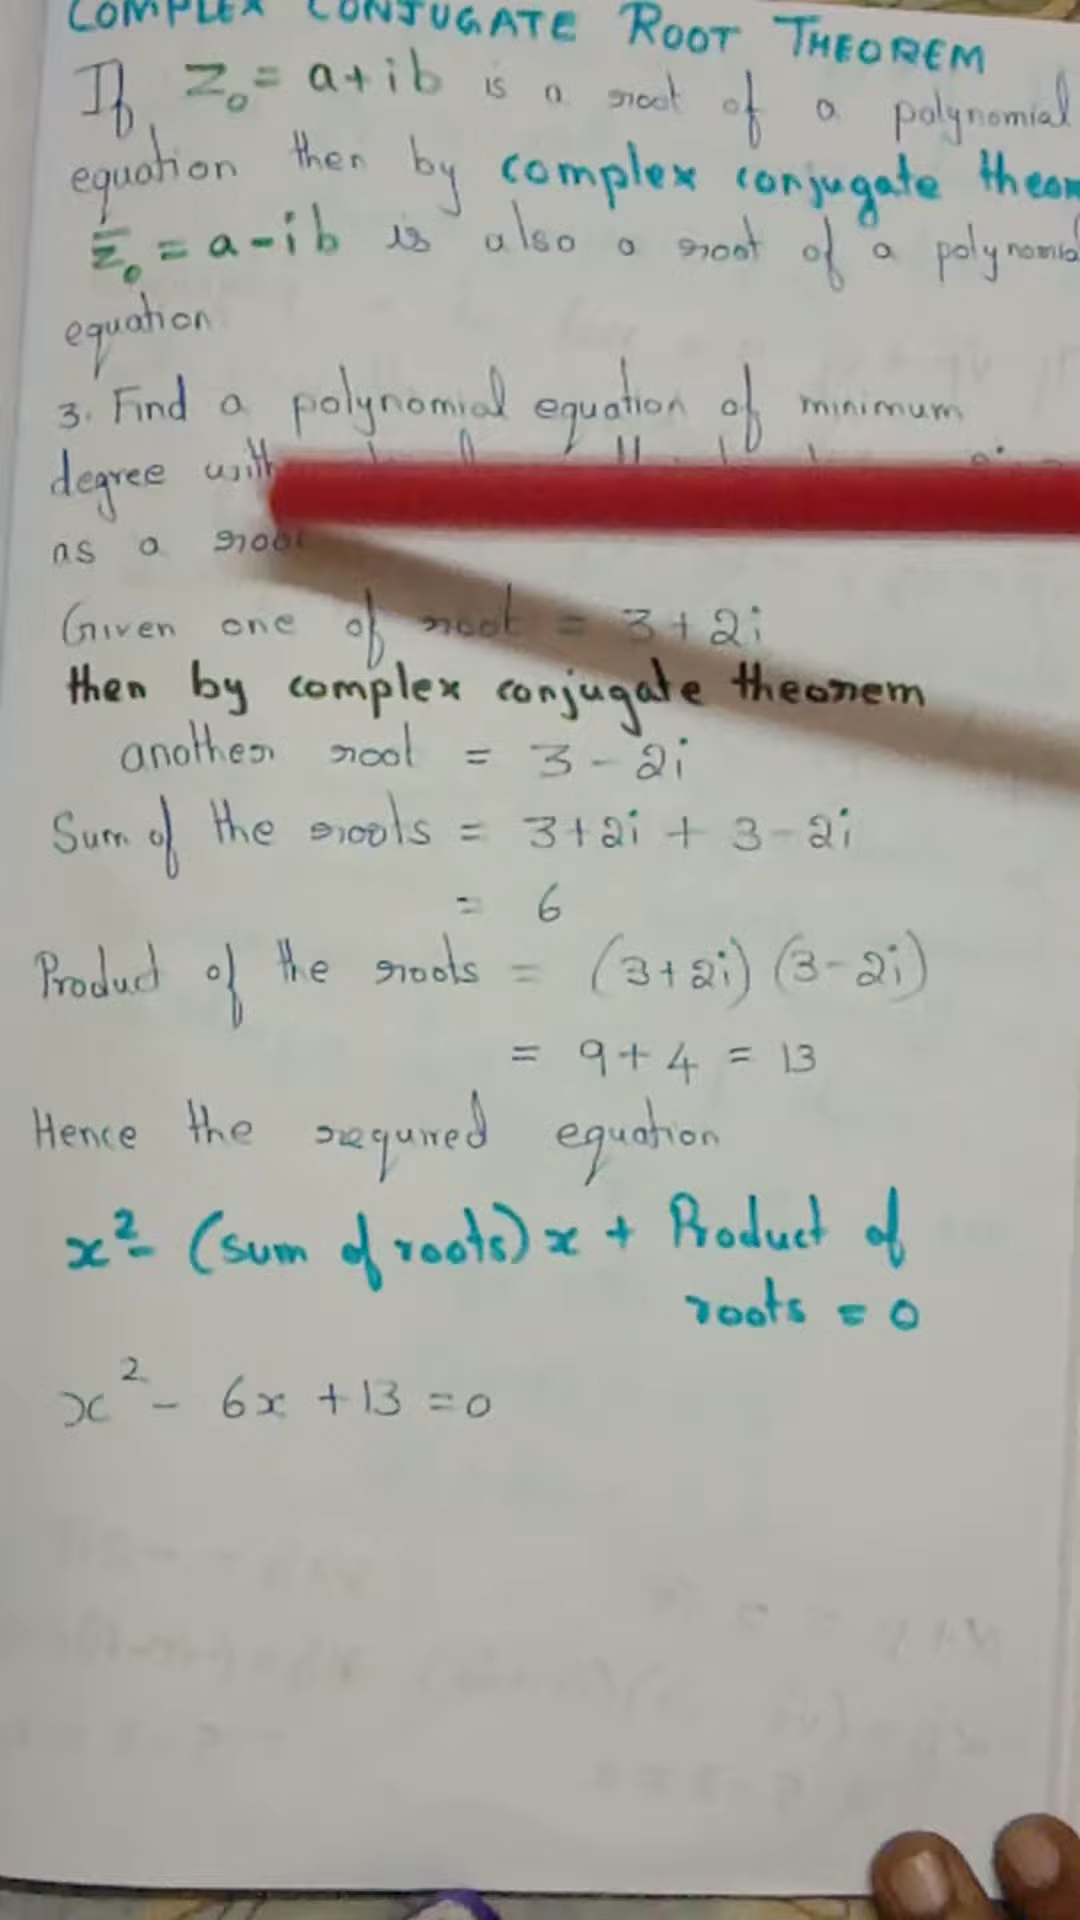 COMPLEX CONJUGATE ROOT THEOREM
If Z₀ = a+ib is a root of a polynomial
equation then by complex conjugate theor
z̅₀ = a-ib is also a root of a polynomial
equation
3. Find a polynomial equation of minimum
degree with
as a root
Given one of root = 3+2i
then by complex conjugate theorem
another root = 3-2i
Sum of the roots = 3+2i + 3-2i
= 6
Product of the roots = (3+2i) (3-2i)
= 9+4 = 13
Hence the required equation
x²- (sum of roots) x + Product of
roots = 0
x² - 6x +13 =0